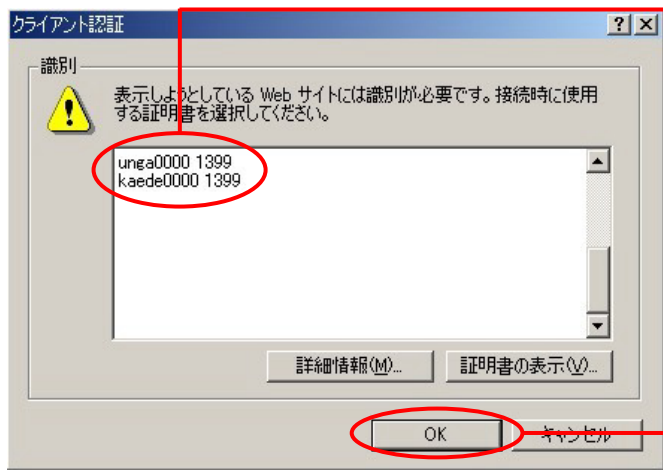 クライアント認証
識別
表示しようとしている Web サイトには識別が必要です。接続時に使用
する証明書を選択してください。
unga0000 1399
kaede0000 1399
詳細情報(M)...
証明書の表示(V)...
OK
キャンセル